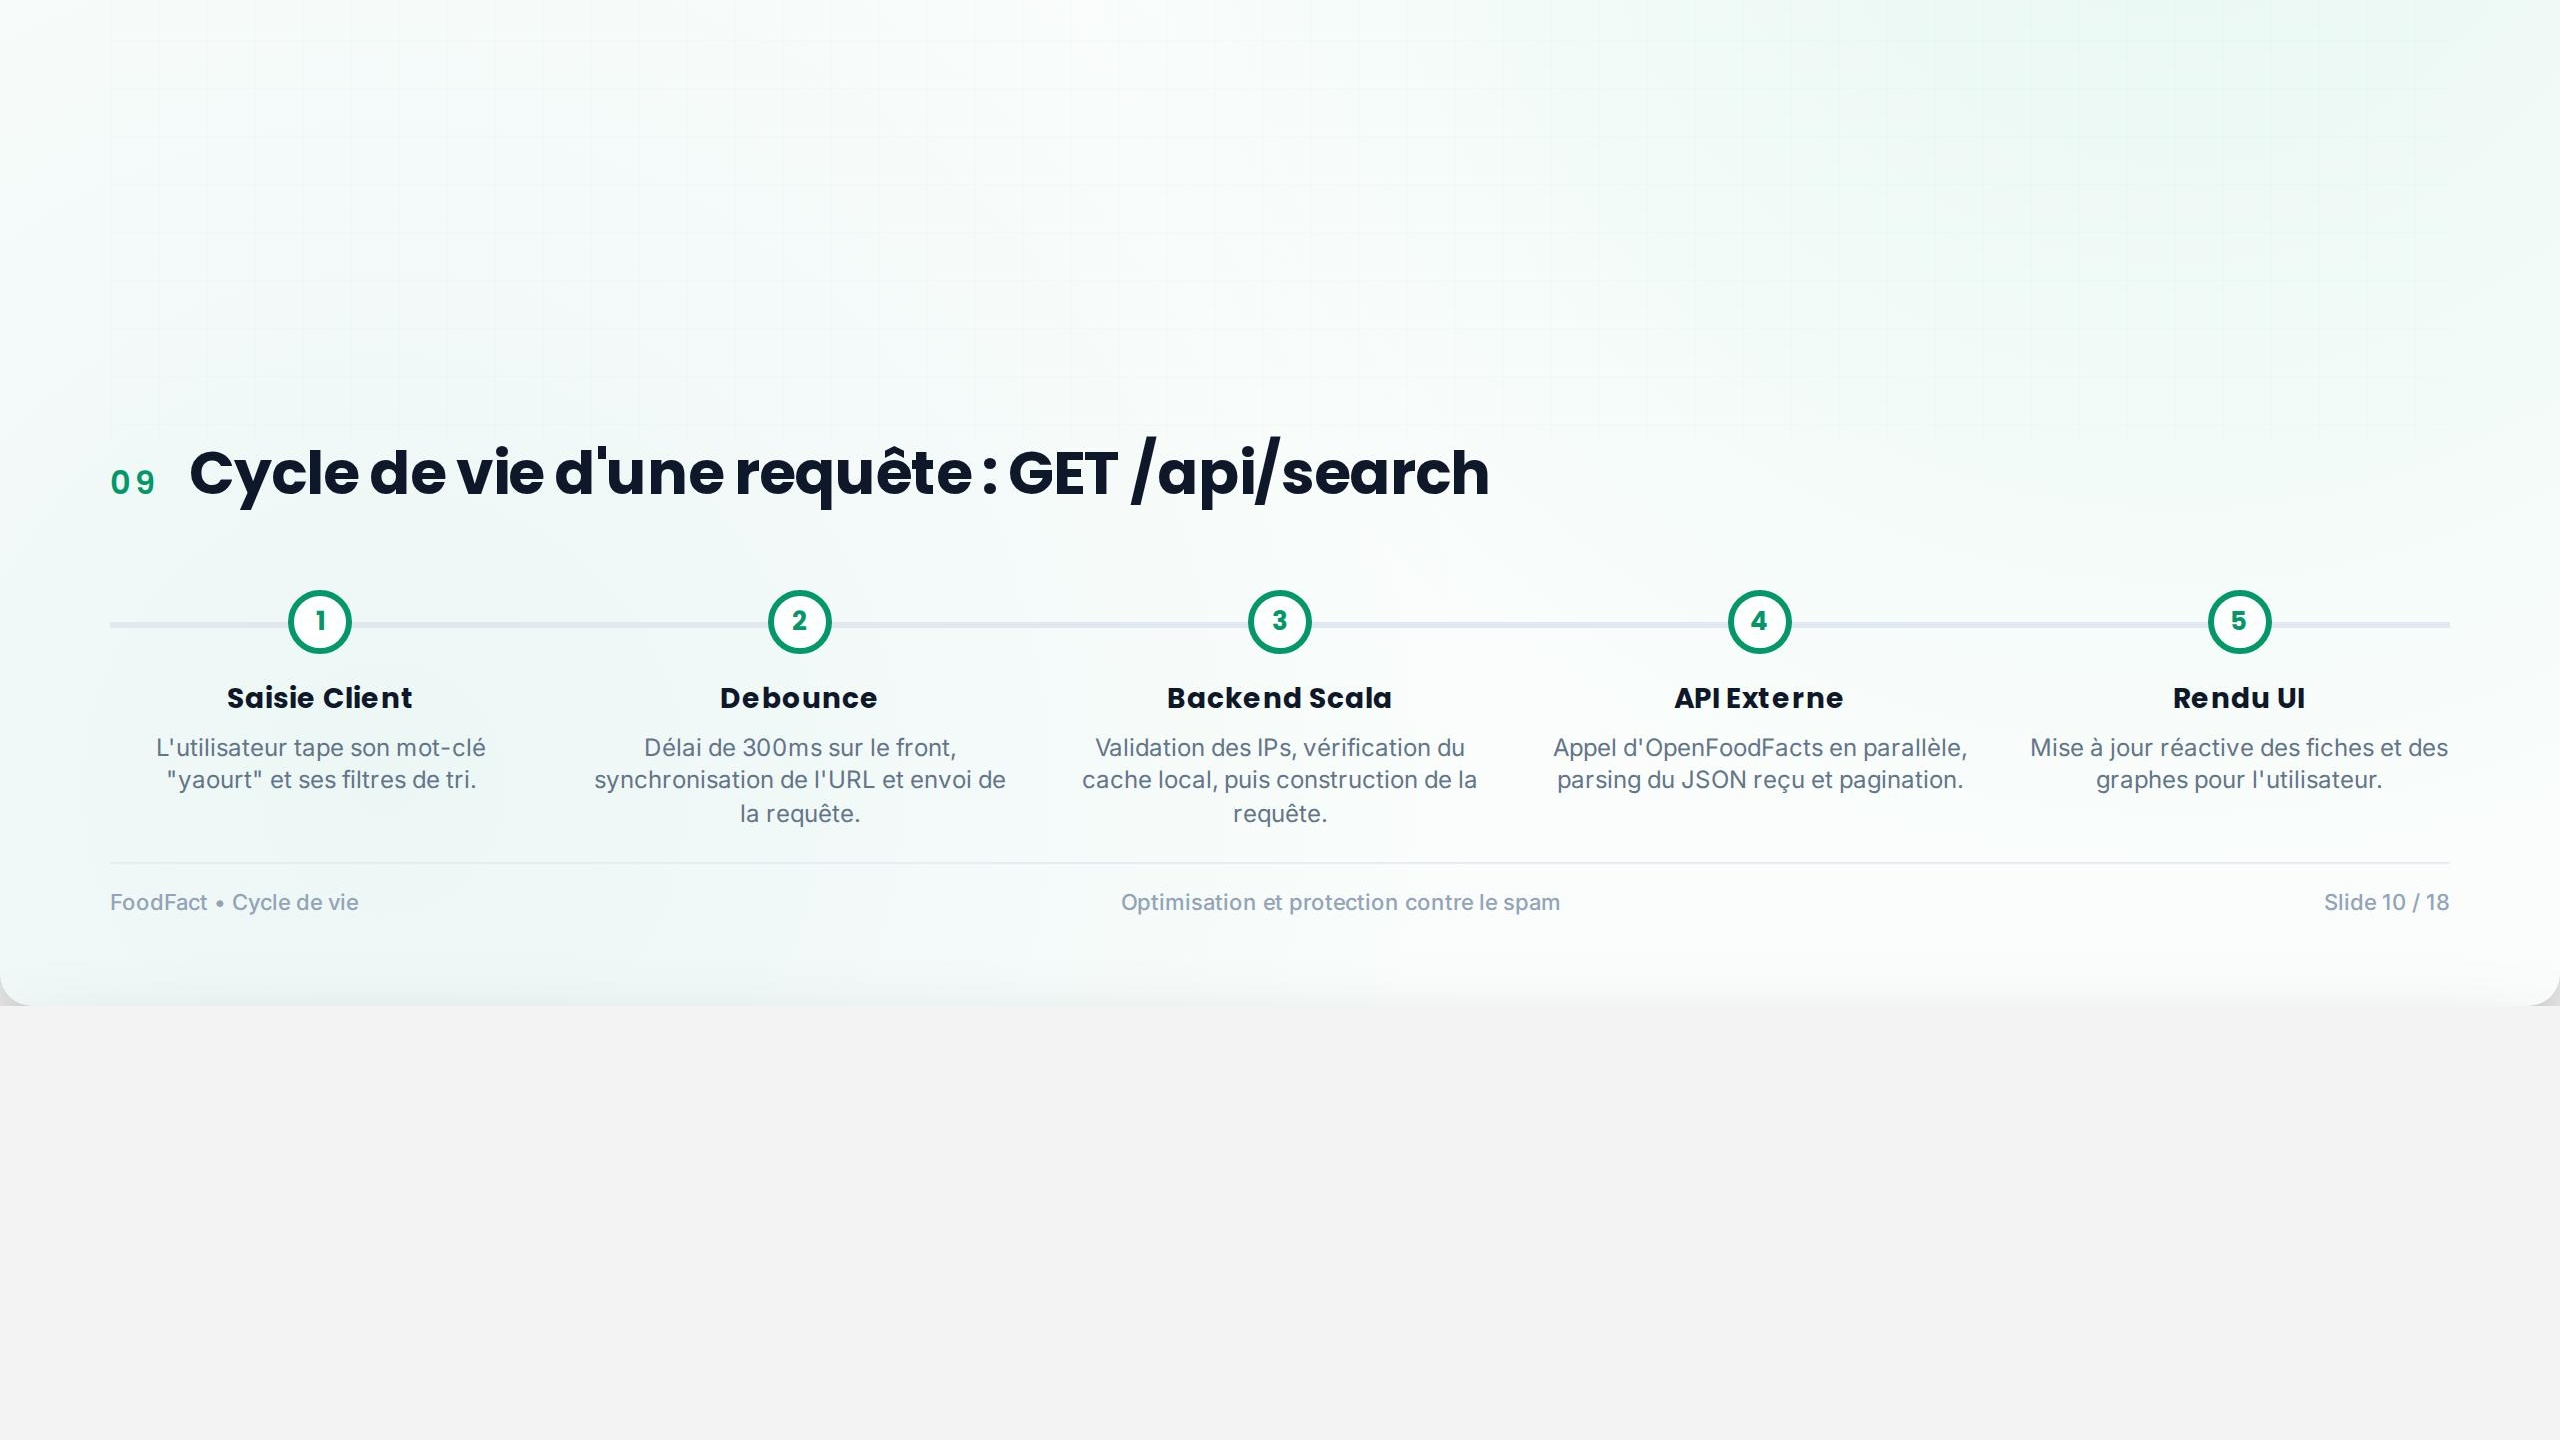 09 Cycle de vie d'une requête : GET /api/search
1
Saisie Client
L'utilisateur tape son mot-clé
"yaourt" et ses filtres de tri.
2
Debounce
Délai de 300ms sur le front,
synchronisation de l'URL et envoi de
la requête.
3
Backend Scala
Validation des IPs, vérification du
cache local, puis construction de la
requête.
4
API Externe
Appel d'OpenFoodFacts en parallèle,
parsing du JSON reçu et pagination.
5
Rendu UI
Mise à jour réactive des fiches et des
graphes pour l'utilisateur.
FoodFact • Cycle de vie
Optimisation et protection contre le spam
Slide 10 / 18